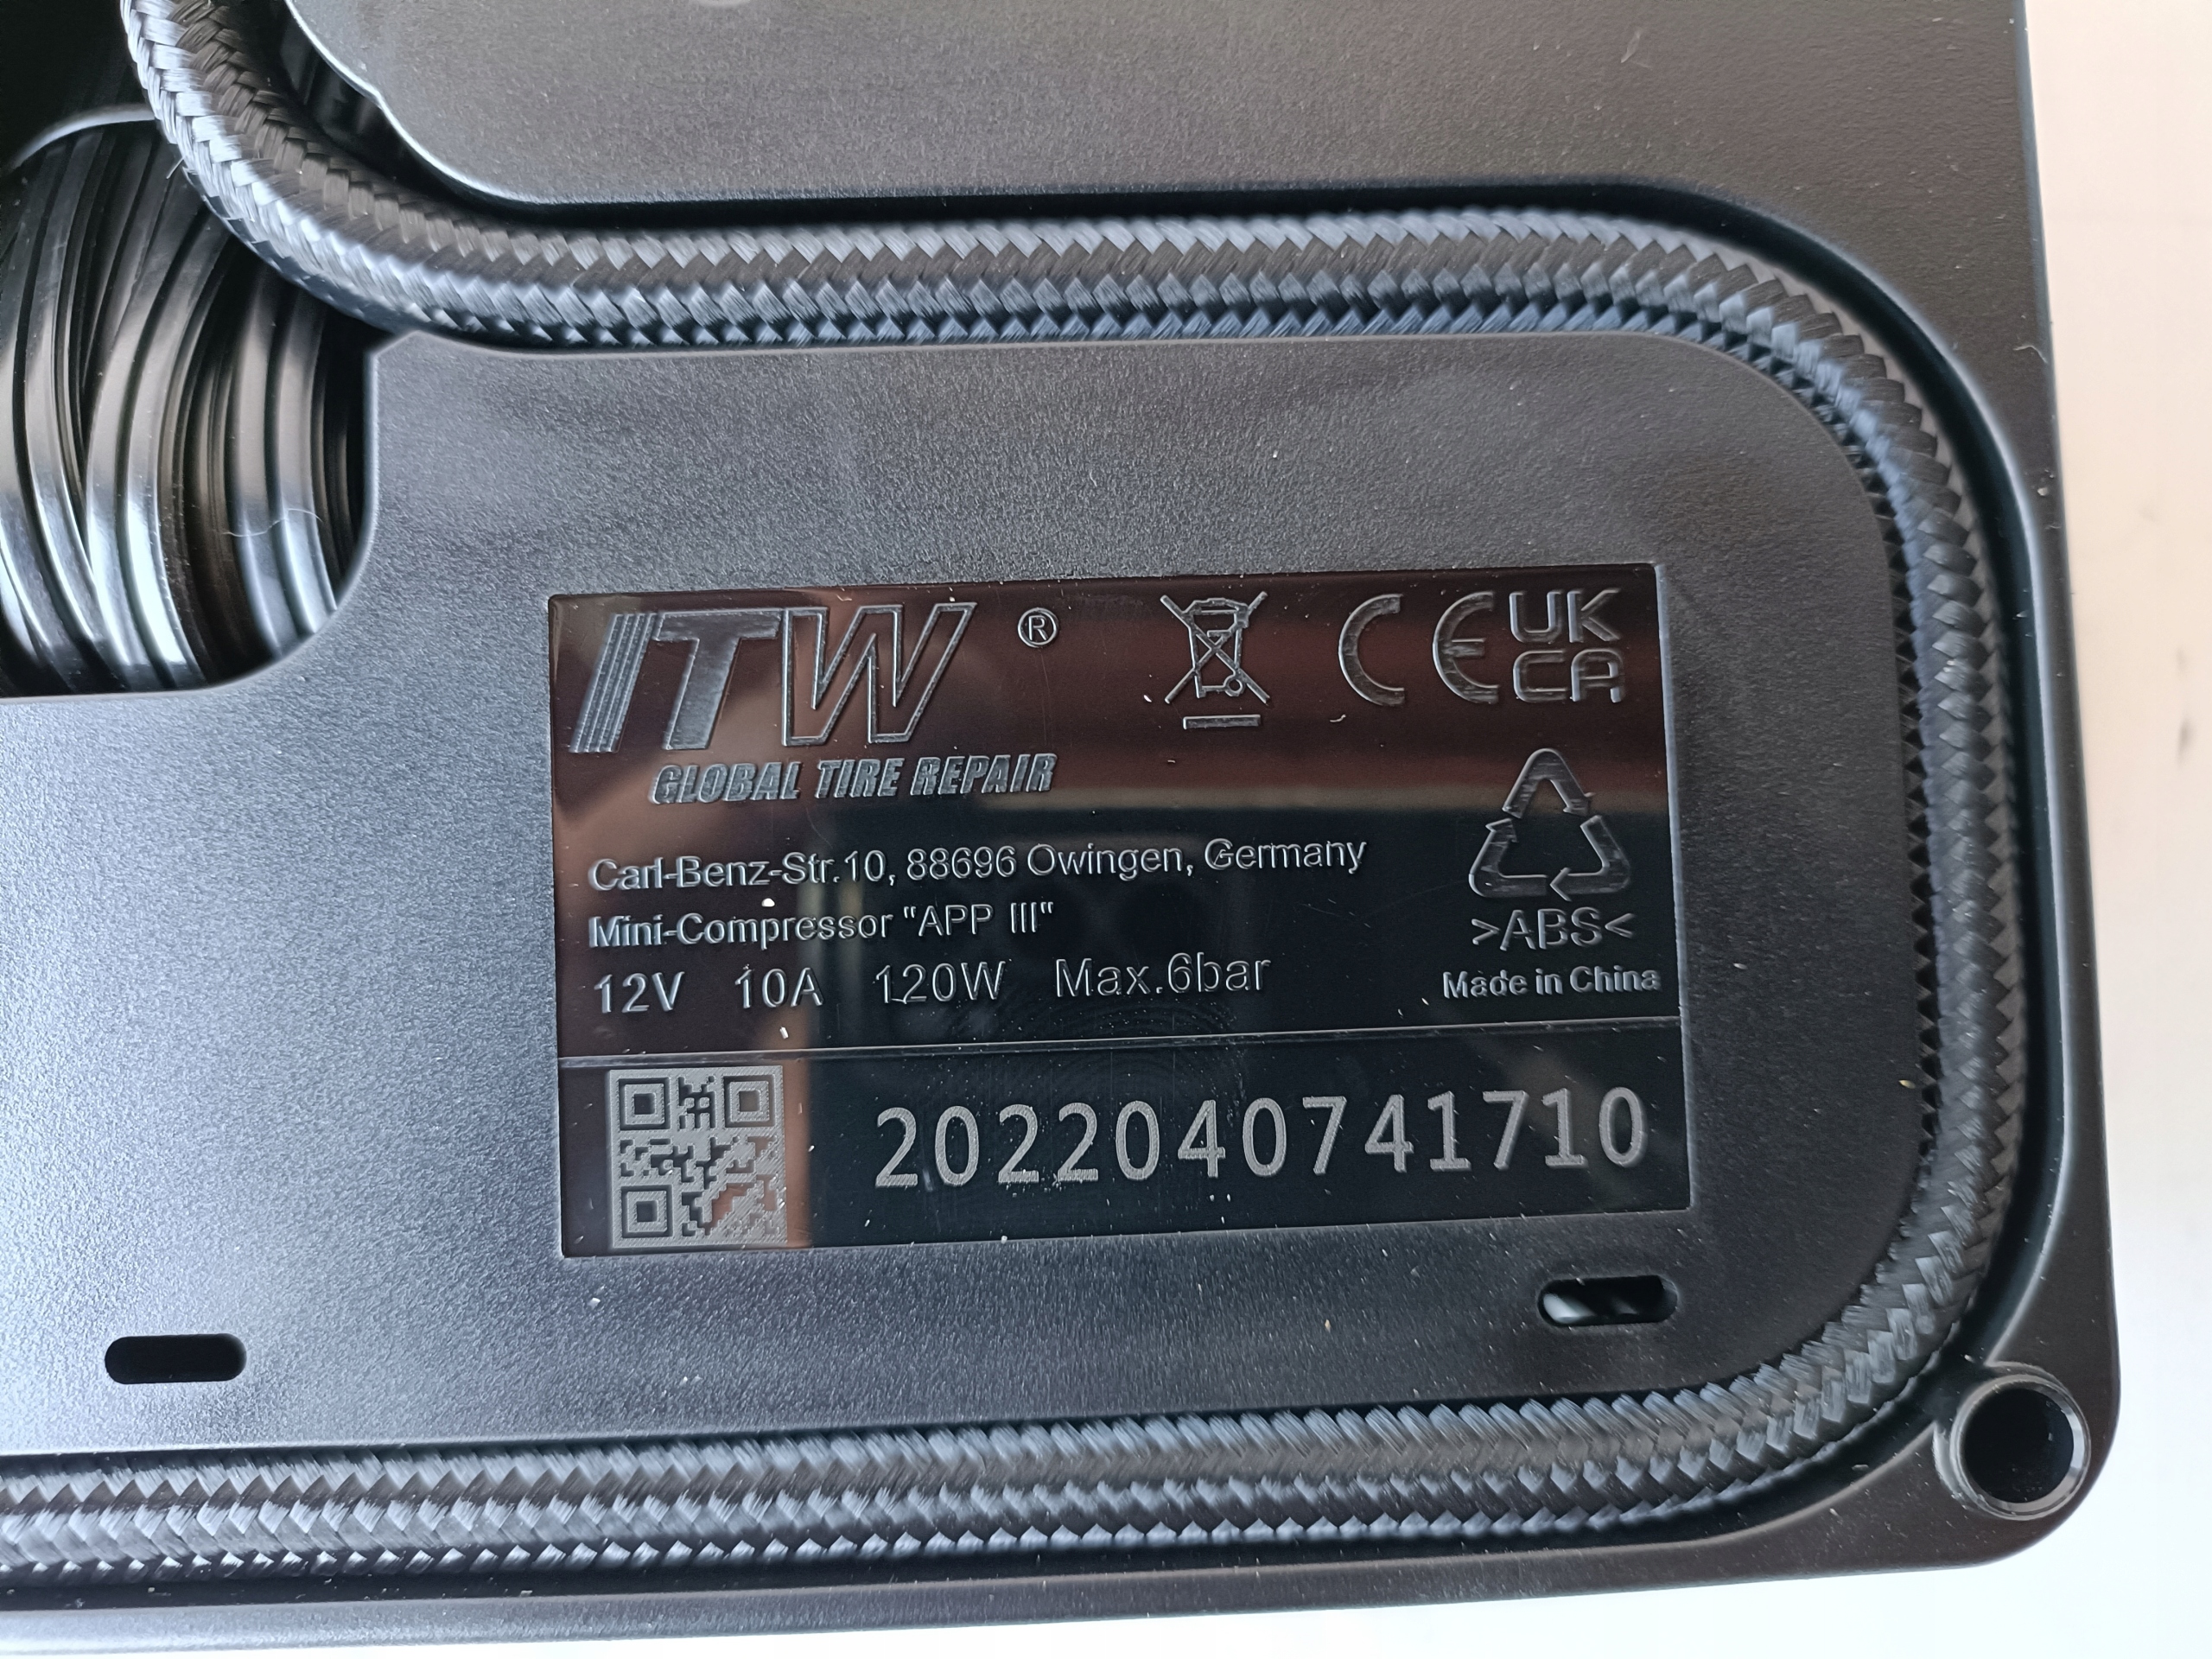 ITW ®
GLOBAL TIRE REPAIR
CE UK
CA
Carl-Benz-Str.10, 88696 Owingen, Germany
Mini-Compressor "APP III"
12V 10A 120W Max.6bar
>ABS<
Made in China
2022040741710